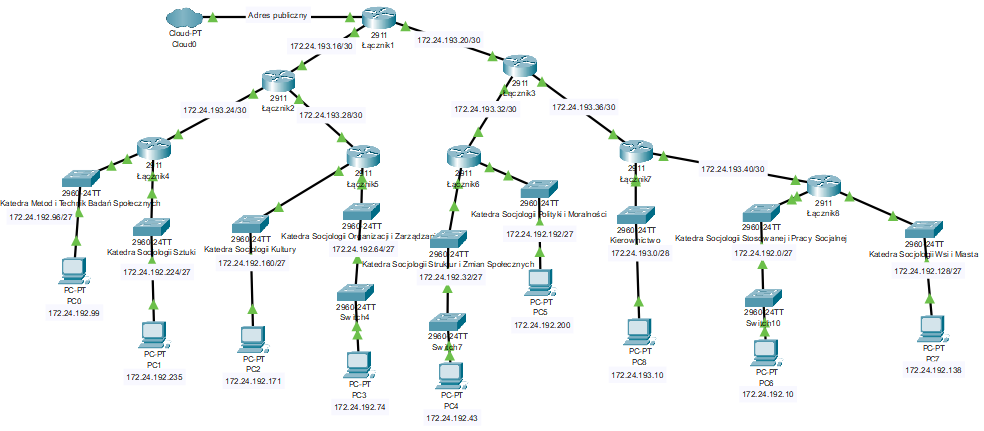 Adres publiczny
Cloud-PT
Cloud0
2911
Łącznik1
172.24.193.16/30
172.24.193.20/30
2911
Łącznik2
2911
Łącznik3
172.24.193.24/30
172.24.193.28/30
172.24.193.32/30
172.24.193.36/30
2911
Łącznik4
2911
Łącznik5
2911
Łącznik6
2911
Łącznik7
172.24.193.40/30
2911
Łącznik8
2960-24TT
Katedra Metod i Technik Badań Społecznych
172.24.192.96/27
2960-24TT
Katedra Socjologii Sztuki
172.24.192.224/27
2960-24TT
Katedra Socjologii Kultury
172.24.192.160/27
2960-24TT
Katedra Socjologii Organizacji i Zarządzan
172.24.192.64/27
2960-24TT
Katedra Socjologii Struktur i Zmian Społecznych
172.24.192.32/27
2960-24TT
Katedra Socjologii Polityki i Moralności
172.24.192.192/27
2960-24TT
Kierownictwo
172.24.193.0/28
2960-24TT
Katedra Socjologii Stosowanej i Pracy Socjalnej
172.24.192.0/27
2960-24TT
Katedra Socjologii Wsi i Miasta
172.24.192.128/27
2960-24TT
Switch4
2960-24TT
Switch7
2960-24TT
Switch10
PC-PT
PC0
172.24.192.99
PC-PT
PC1
172.24.192.235
PC-PT
PC2
172.24.192.171
PC-PT
PC3
172.24.192.74
PC-PT
PC4
172.24.192.43
PC-PT
PC5
172.24.192.200
PC-PT
PC8
172.24.193.10
PC-PT
PC6
172.24.192.10
PC-PT
PC7
172.24.192.138